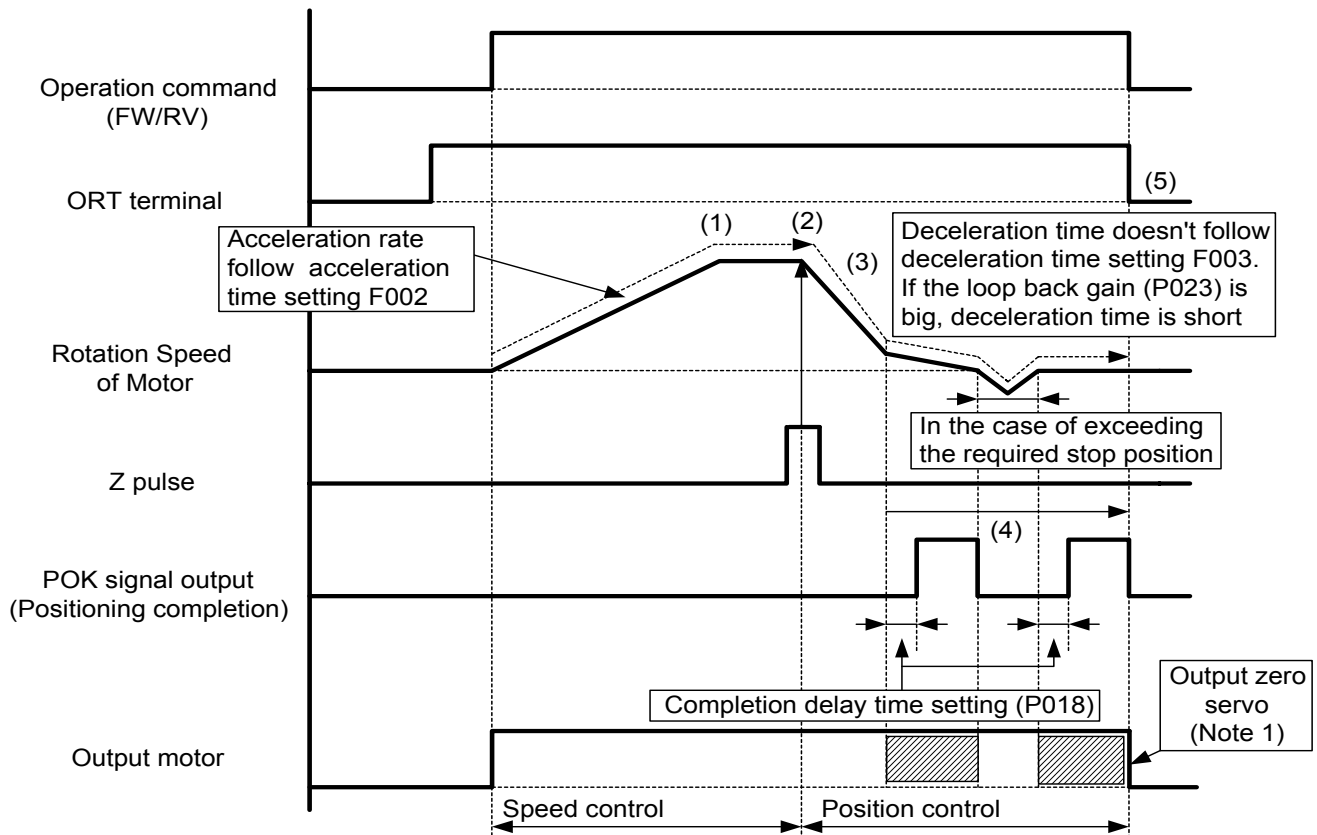 Operation command
(FW/RV)
ORT terminal
(5)
Acceleration rate
follow acceleration
time setting F002
(1)
(2)
(3)
Deceleration time doesn't follow
deceleration time setting F003.
If the loop back gain (P023) is
big, deceleration time is short
Rotation Speed
of Motor
In the case of exceeding
the required stop position
Z pulse
(4)
POK signal output
(Positioning completion)
Completion delay time setting (P018)
Output zero
servo
(Note 1)
Output motor
Speed control
Position control